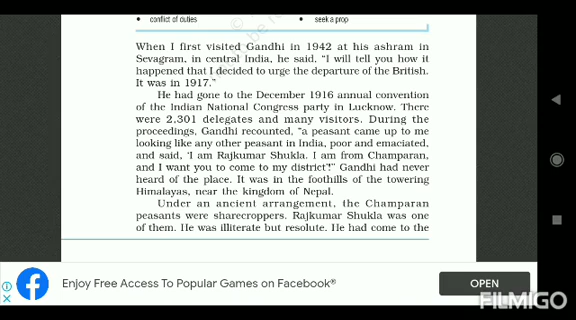 • conflict of duties • seek a prop
When I first visited Gandhi in 1942 at his ashram in
Sevagram, in central India, he said, “I will tell you how it
happened that I decided to urge the departure of the British.
It was in 1917.”
He had gone to the December 1916 annual convention
of the Indian National Congress party in Lucknow. There
were 2,301 delegates and many visitors. During the
proceedings, Gandhi recounted, “a peasant came up to me
looking like any other peasant in India, poor and emaciated,
and said, ‘I am Rajkumar Shukla. I am from Champaran,
and I want you to come to my district’!” Gandhi had never
heard of the place. It was in the foothills of the towering
Himalayas, near the kingdom of Nepal.
Under an ancient arrangement, the Champaran
peasants were sharecroppers. Rajkumar Shukla was one
of them. He was illiterate but resolute. He had come to the
Enjoy Free Access To Popular Games on Facebook®
OPEN
FILMIGO